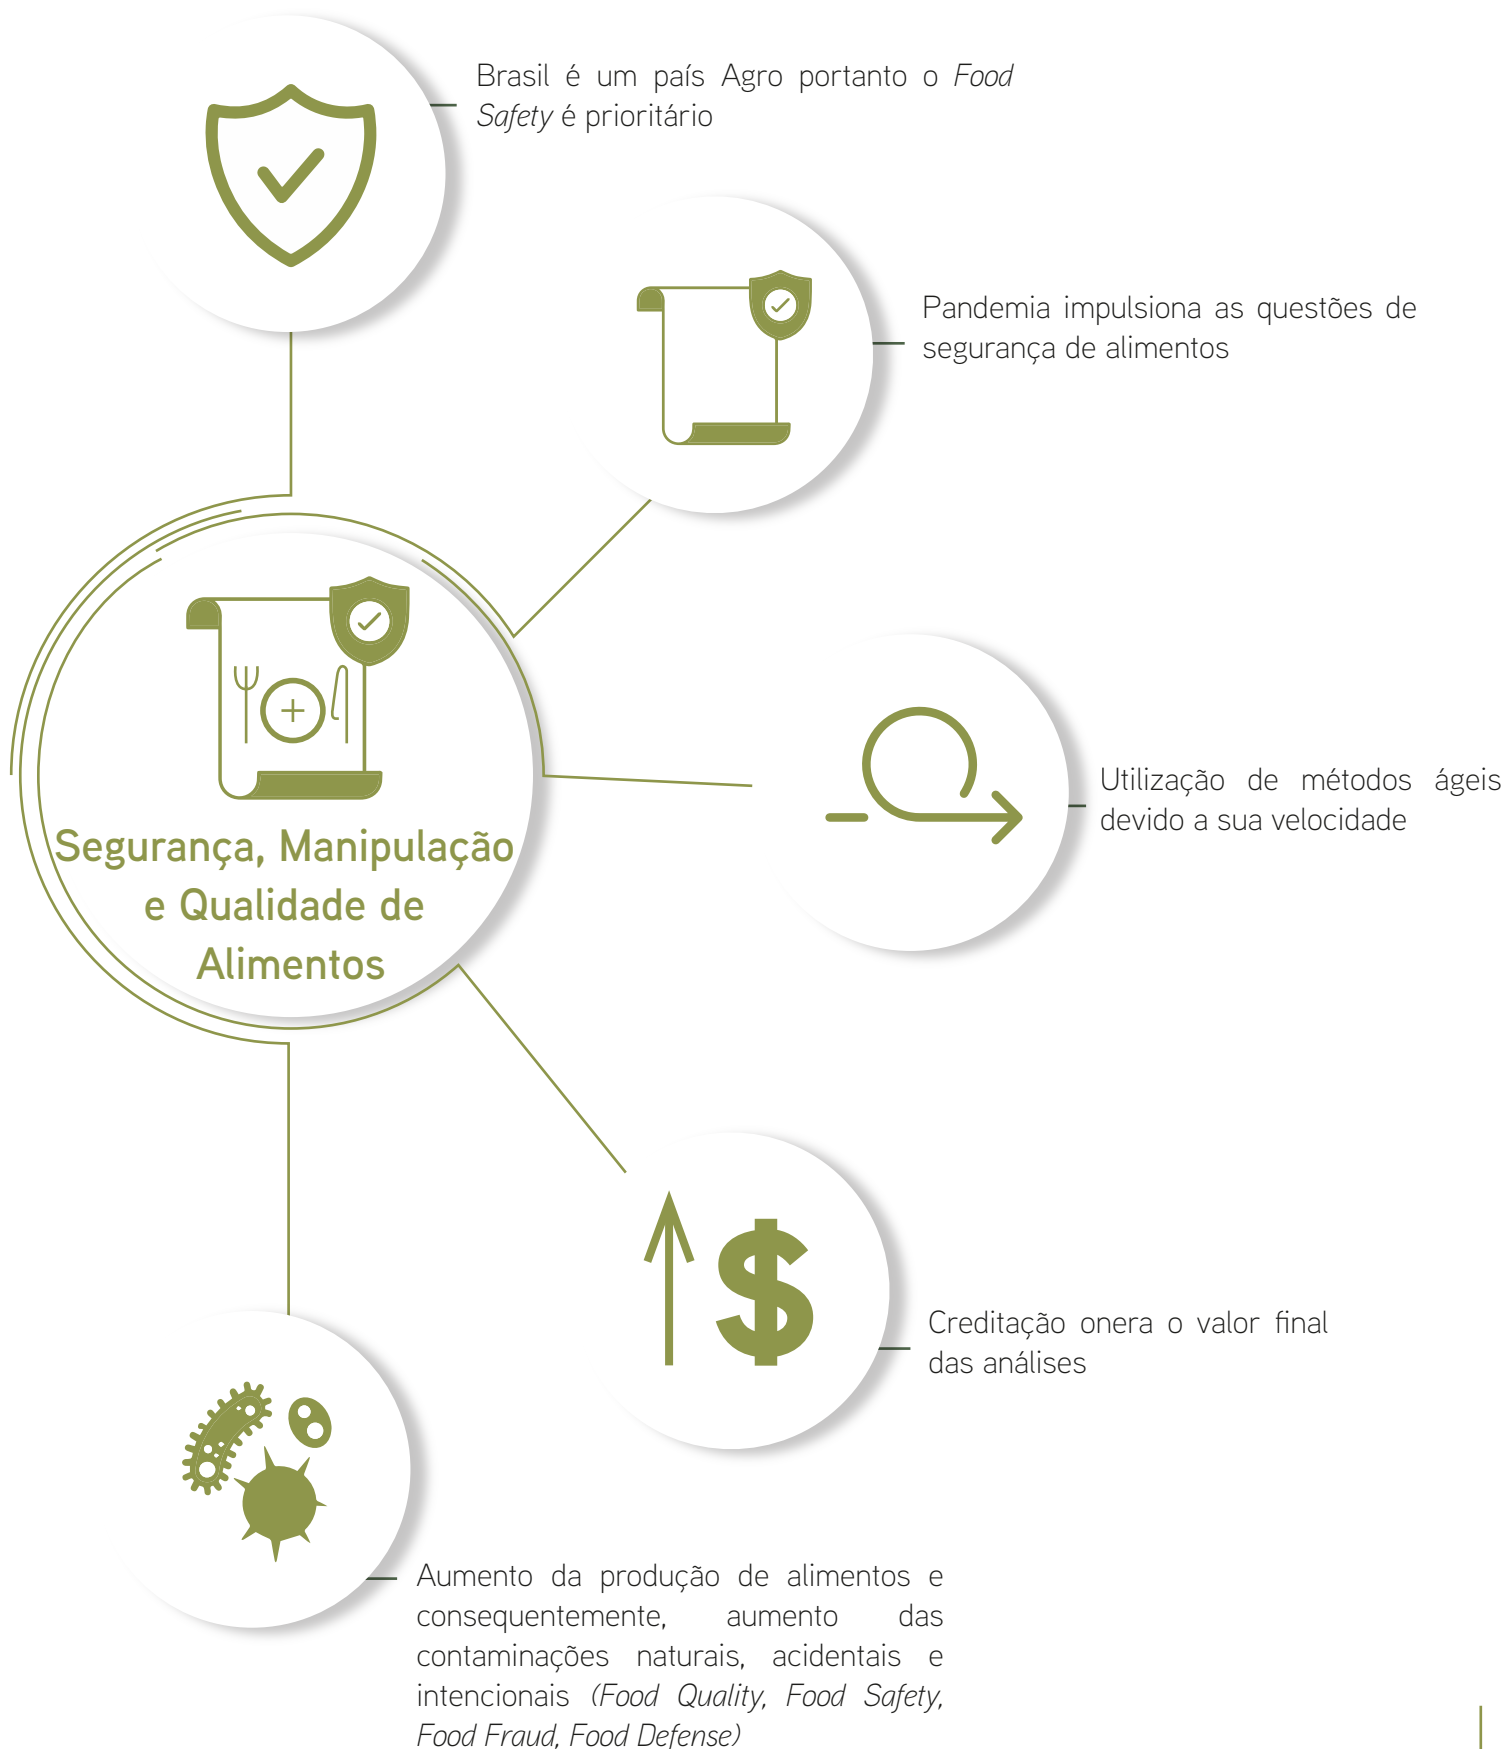 Brasil é um país Agro portanto o Food
Safety é prioritário
Pandemia impulsiona as questões de
segurança de alimentos
Utilização de métodos ágeis
devido a sua velocidade
Segurança, Manipulação
e Qualidade de
Alimentos
Creditação onera o valor final
das análises
Aumento da produção de alimentos e
consequentemente, aumento das
contaminações naturais, acidentais e
intencionais (Food Quality, Food Safety,
Food Fraud, Food Defense)